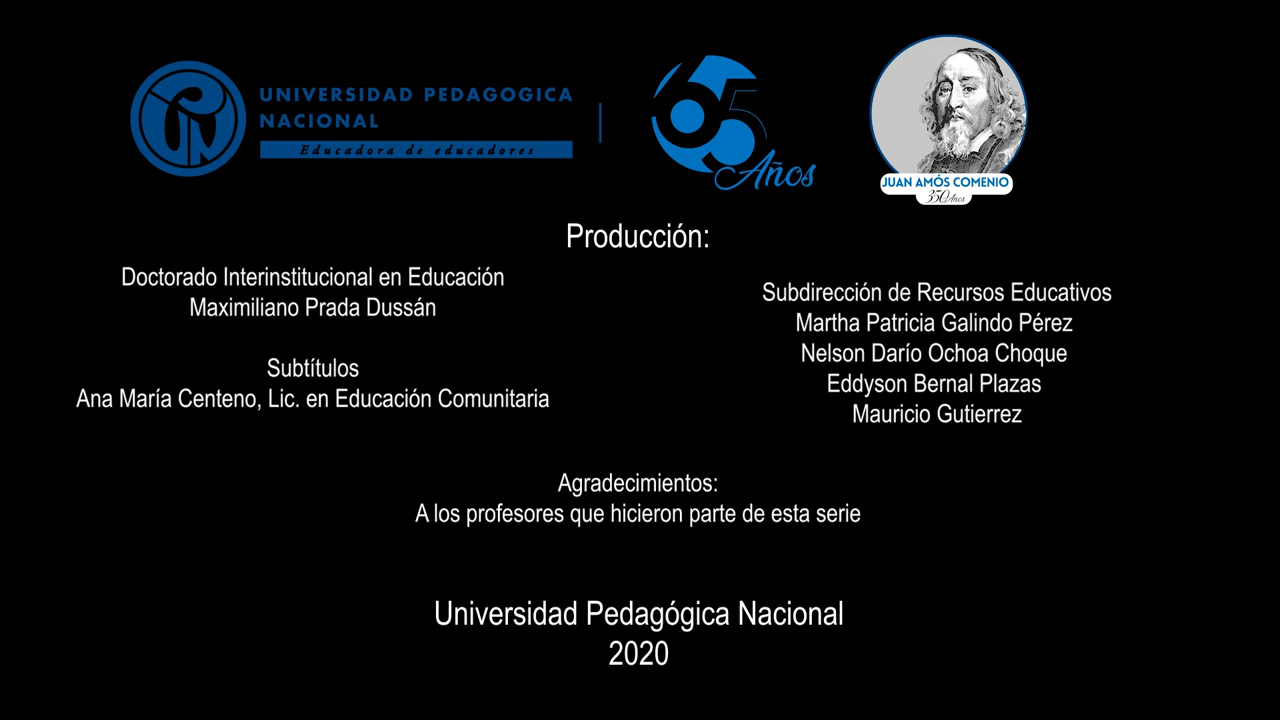 UNIVERSIDAD PEDAGOGICA
NACIONAL
Educadora de educadores
65
Años
JUAN AMÓS COMENIO
350 Años
Producción:
Doctorado Interinstitucional en Educación
Maximiliano Prada Dussán
Subtítulos
Ana María Centeno, Lic. en Educación Comunitaria
Subdirección de Recursos Educativos
Martha Patricia Galindo Pérez
Nelson Darío Ochoa Choque
Eddyson Bernal Plazas
Mauricio Gutierrez
Agradecimientos:
A los profesores que hicieron parte de esta serie
Universidad Pedagógica Nacional
2020